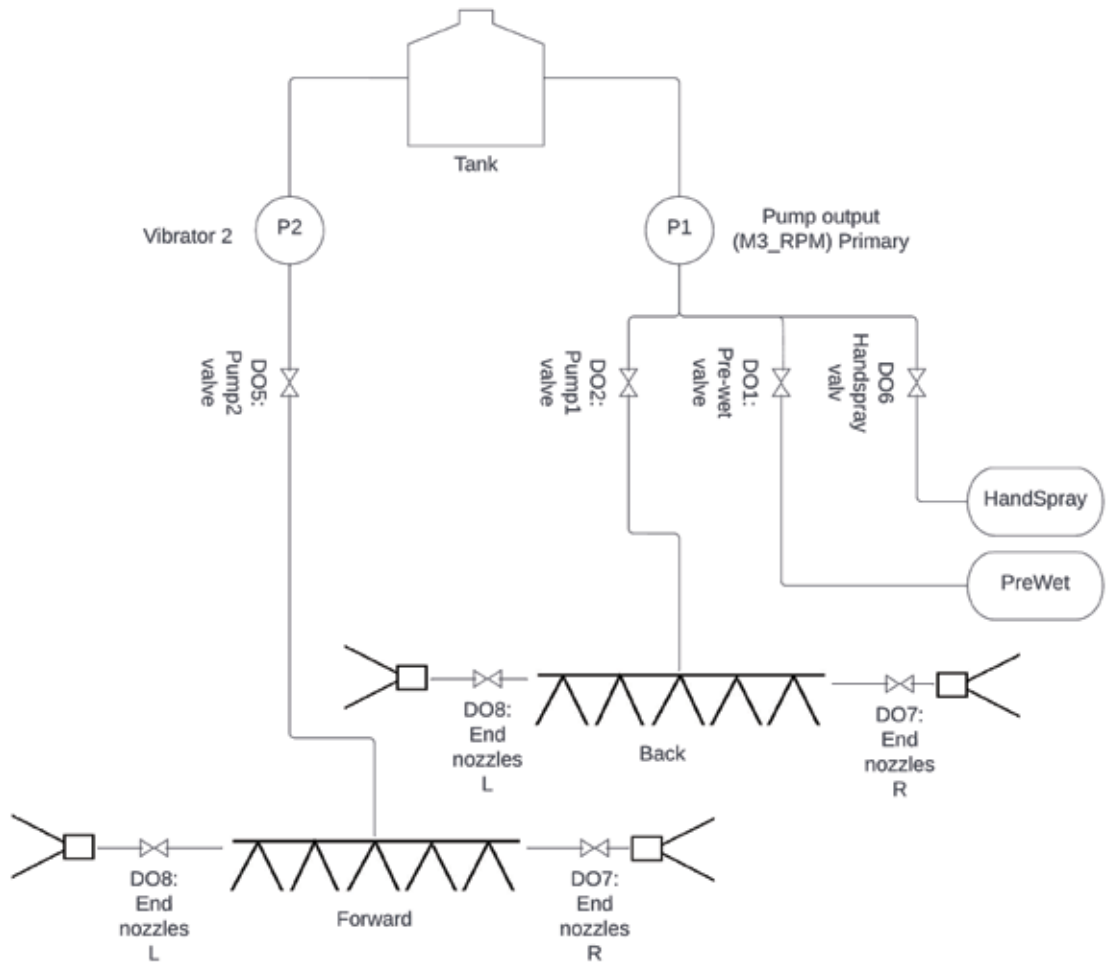 Tank
Vibrator 2
P2
P1
Pump output
(M3_RPM) Primary
DO5:
Pump2
valve
DO2:
Pump1
valve
DO1:
Pre-wet
valve
DO6
Handspray
valv
HandSpray
PreWet
DO8:
End
nozzles
L
Back
DO7:
End
nozzles
R
DO8:
End
nozzles
L
Forward
DO7:
End
nozzles
R